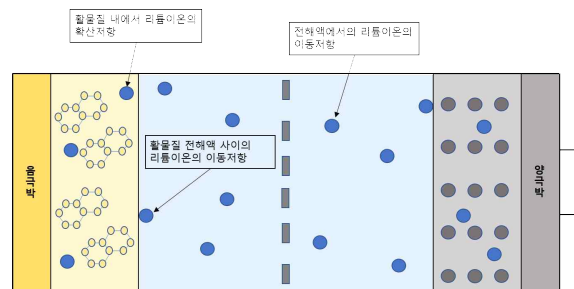 활물질 내에서 리튬이온의
확산저항
전해액에서의 리튬이온의
이동저항
활물질 전해액 사이의
리튬이온의 이동저항
음극박
양극박